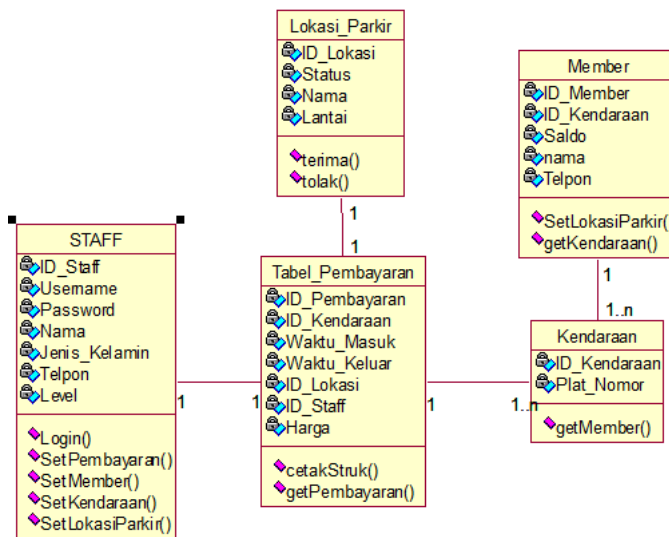 Lokasi_Parkir
ID_Lokasi
Status
Nama
Lantai
terima()
tolak()
Member
ID_Member
ID_Kendaraan
Saldo
nama
Telpon
SetLokasiParkir(
getKendaraan()
STAFF
ID_Staff
Username
Password
Nama
Jenis_Kelamin
Telpon
Level
Login()
SetPembayaran()
SetMember()
SetKendaraan()
SetLokasiParkir()
1
1
Tabel_Pembayaran
ID_Pembayaran
ID_Kendaraan
Waktu_Masuk
Waktu_Keluar
ID_Lokasi
ID_Staff
Harga
cetakStruk()
getPembayaran()
1
1
1
1..n
1
1..n
Kendaraan
ID_Kendaraan
Plat_Nomor
getMember()